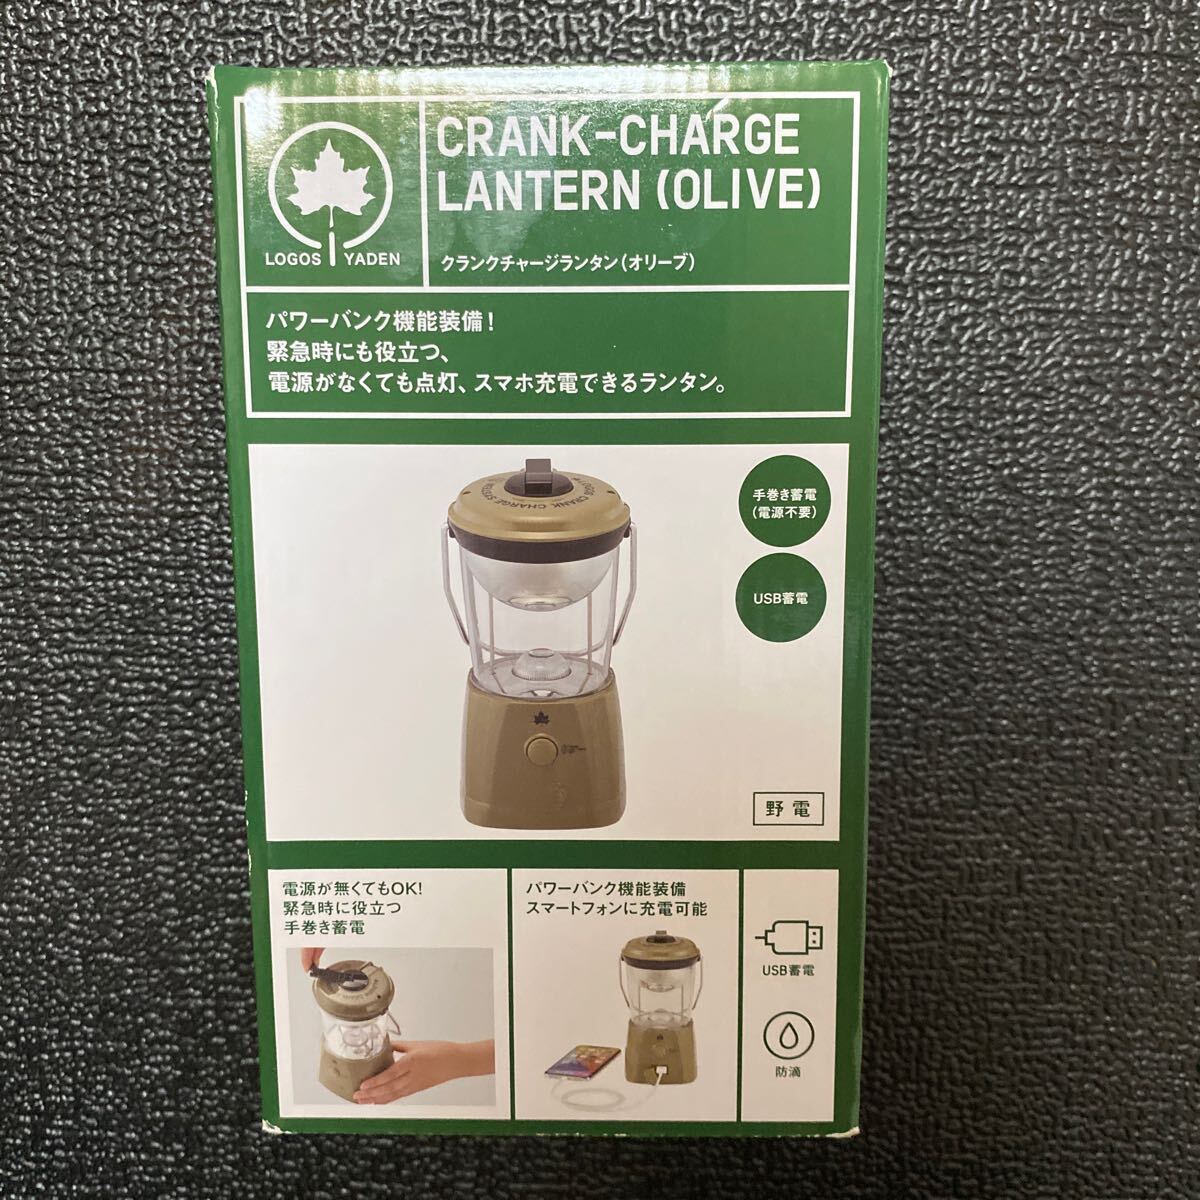 CRANK-CHARGE
LANTERN (OLIVE)
LOGOS YADEN
クランクチャージランタン(オリーブ)
パワーバンク機能装備!
緊急時にも役立つ、
電源がなくても点灯、スマホ充電できるランタン。
手巻き蓄電
(電源不要)
USB蓄電
CRANK CHARGE SYSTEM
野電
電源が無くてもOK!
緊急時に役立つ
手巻き蓄電
パワーバンク機能装備
スマートフォンに充電可能
USB蓄電
防滴